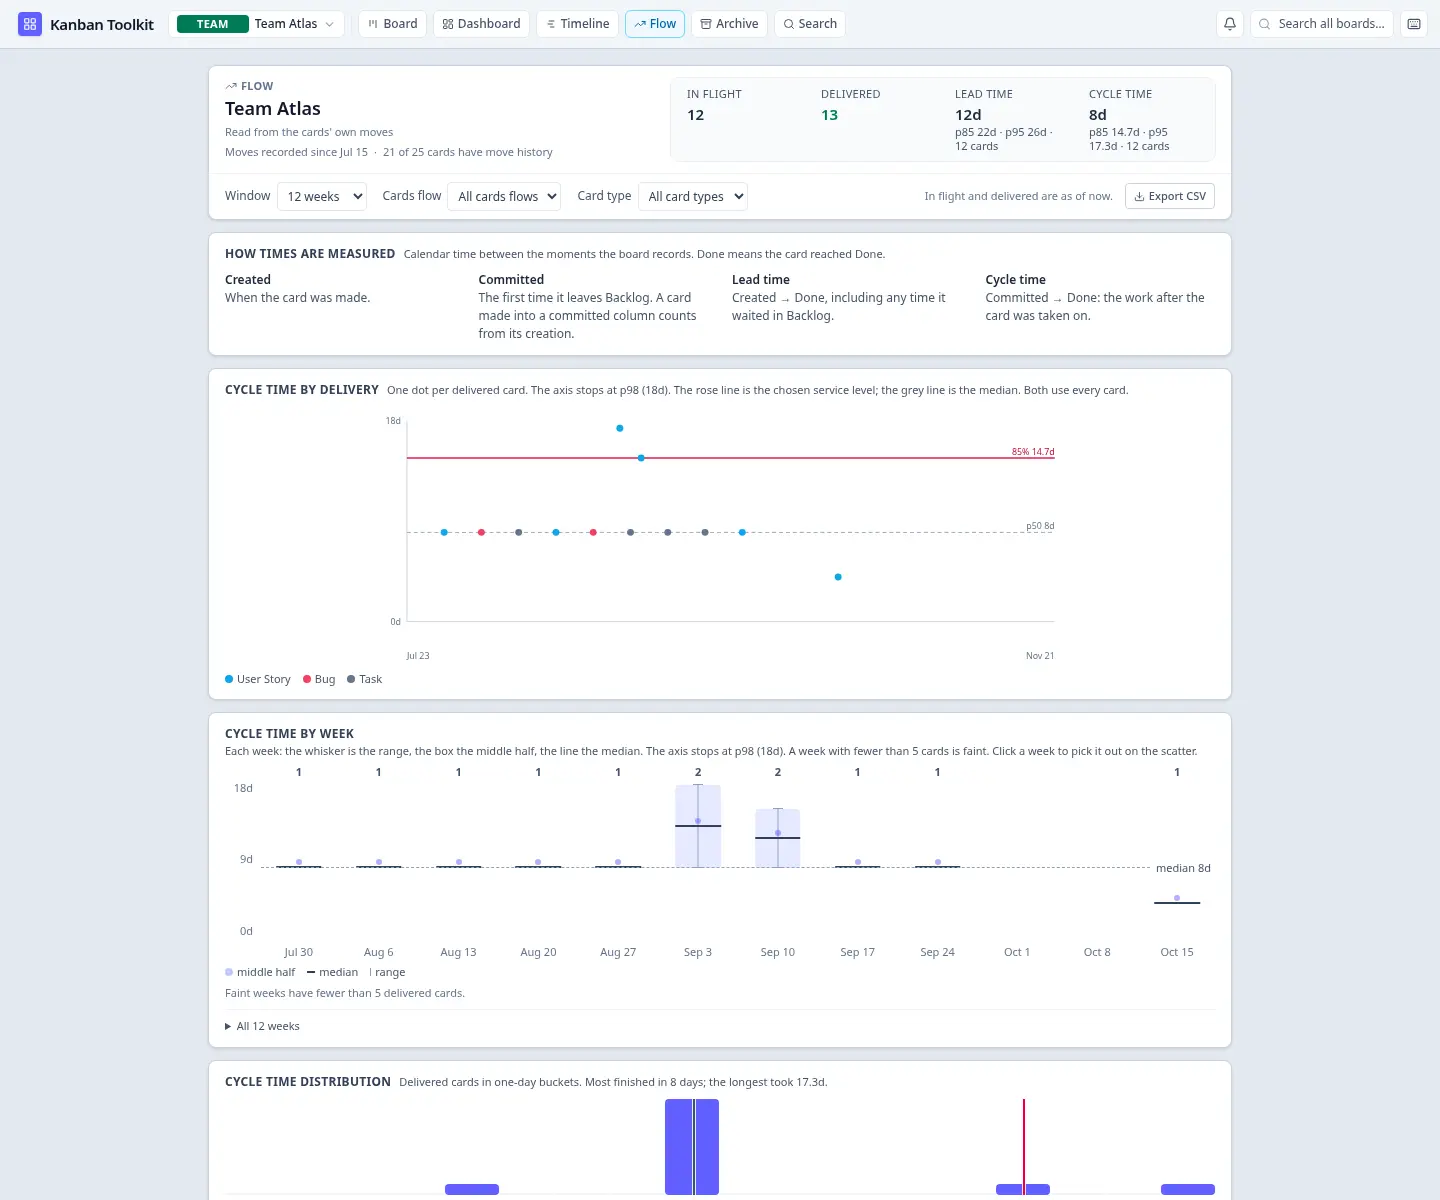 Kanban Toolkit
TEAM Team Atlas
Board
Dashboard
Timeline
Flow
Archive
Search
Search all boards...
FLOW
Team Atlas
Read from the cards' own moves
Moves recorded since Jul 15 · 21 of 25 cards have move history
IN FLIGHT
12
DELIVERED
13
LEAD TIME
12d
p85 22d · p95 26d ·
12 cards
CYCLE TIME
8d
p85 14.7d · p95
17.3d · 12 cards
Window 12 weeks
Cards flow All cards flows
Card type All card types
In flight and delivered are as of now.
Export CSV
HOW TIMES ARE MEASURED Calendar time between the moments the board records. Done means the card reached Done.
Created
When the card was made.
Committed
The first time it leaves Backlog. A card
made into a committed column counts
from its creation.
Lead time
Created → Done, including any time it
waited in Backlog.
Cycle time
Committed → Done: the work after the
card was taken on.
CYCLE TIME BY DELIVERY One dot per delivered card. The axis stops at p98 (18d). The rose line is the chosen service level; the grey line is the median. Both use every card.
18d
85% 14.7d
p50 8d
0d
Jul 23 Nov 21
User Story Bug Task
CYCLE TIME BY WEEK
Each week: the whisker is the range, the box the middle half, the line the median. The axis stops at p98 (18d). A week with fewer than 5 cards is faint. Click a week to pick it out on the scatter.
1 1 1 1 1 2 2 1 1 1
18d
9d
median 8d
0d
Jul 30 Aug 6 Aug 13 Aug 20 Aug 27 Sep 3 Sep 10 Sep 17 Sep 24 Oct 1 Oct 8 Oct 15
middle half median range
Faint weeks have fewer than 5 delivered cards.
All 12 weeks
CYCLE TIME DISTRIBUTION Delivered cards in one-day buckets. Most finished in 8 days; the longest took 17.3d.